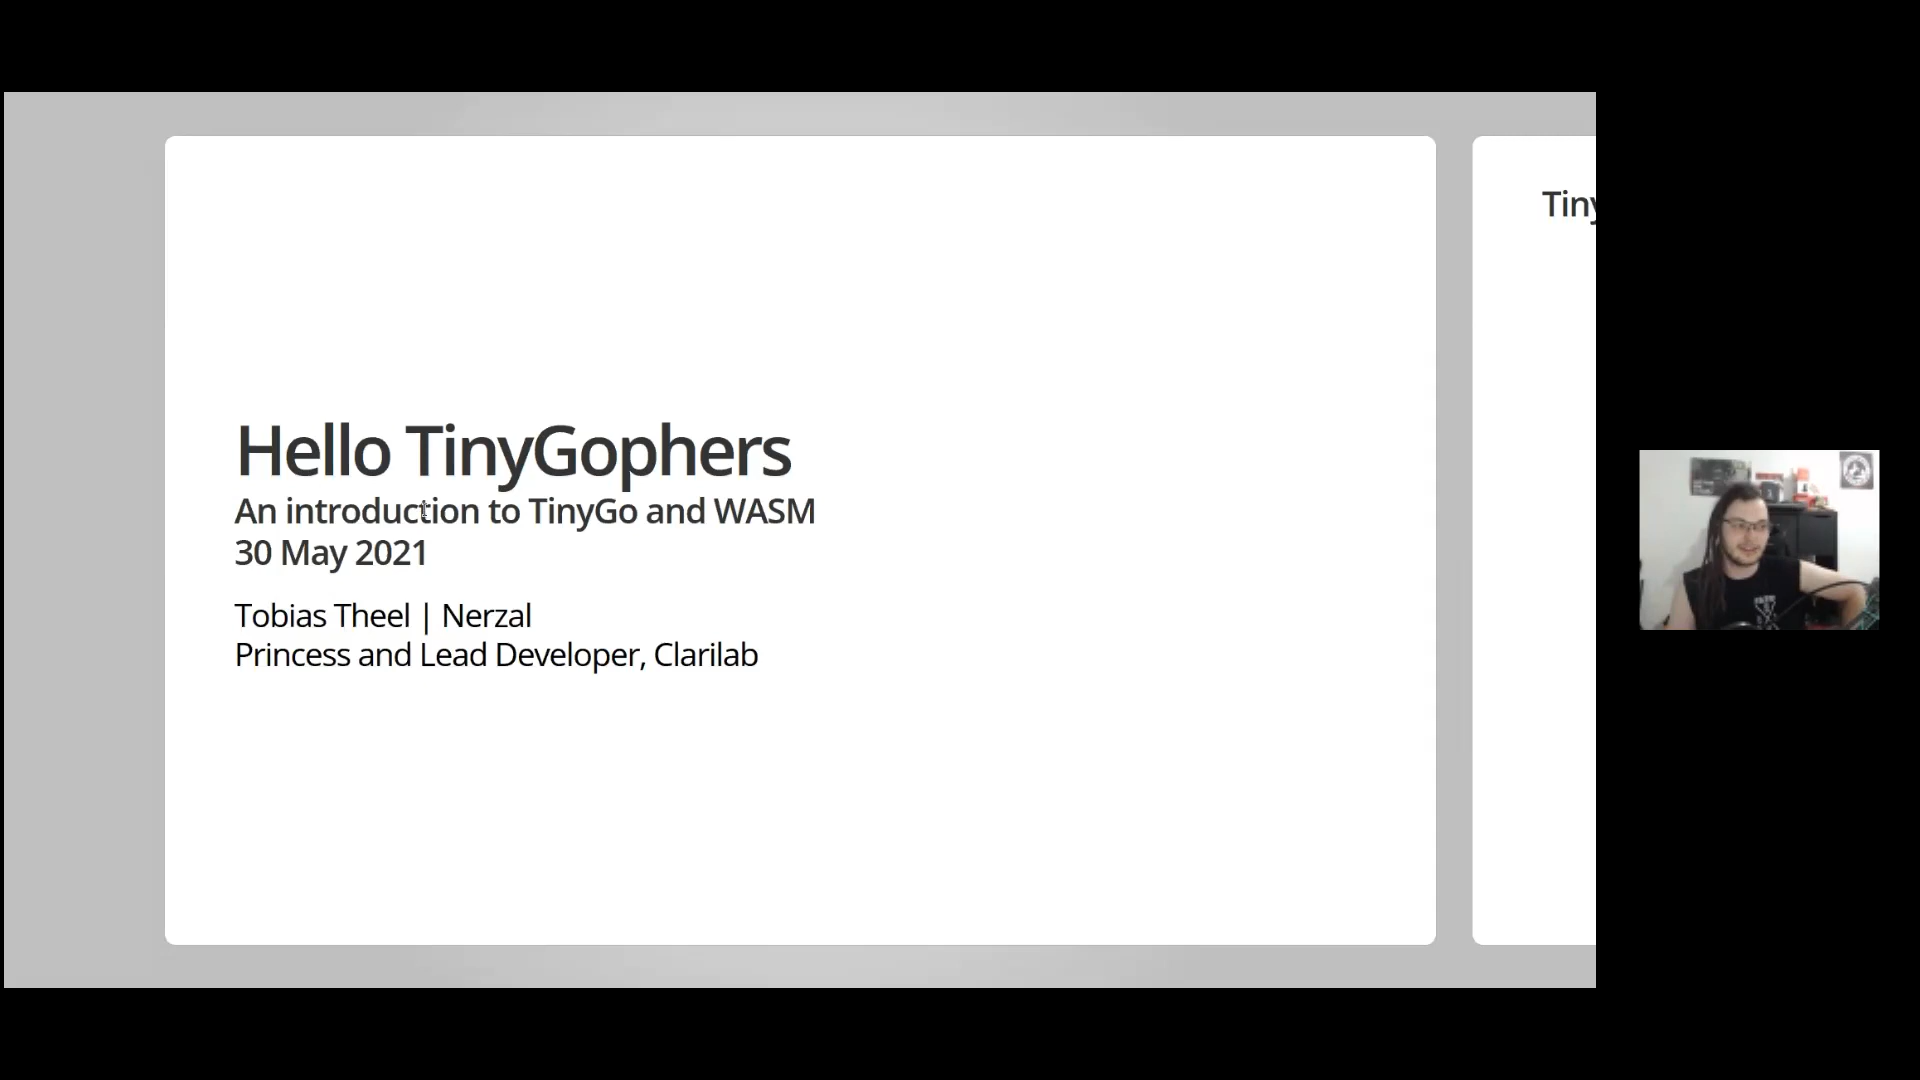 Hello TinyGophers
An introduction to TinyGo and WASM
30 May 2021
Tobias Theel | Nerzal
Princess and Lead Developer, Clarilab
Tiny